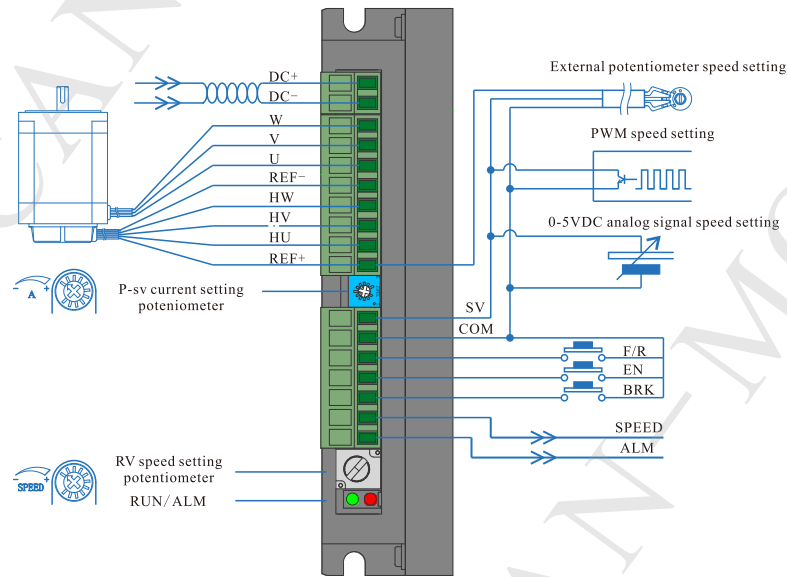 DC+
DC−
W
V
U
REF−
HW
HV
HU
REF+
External potentiometer speed setting
PWM speed setting
0-5VDC analog signal speed setting
A
P-sv current setting
poteniometer
SV
COM
F/R
EN
BRK
SPEED
ALM
RV speed setting
potentiometer
SPEED
RUN/ALM